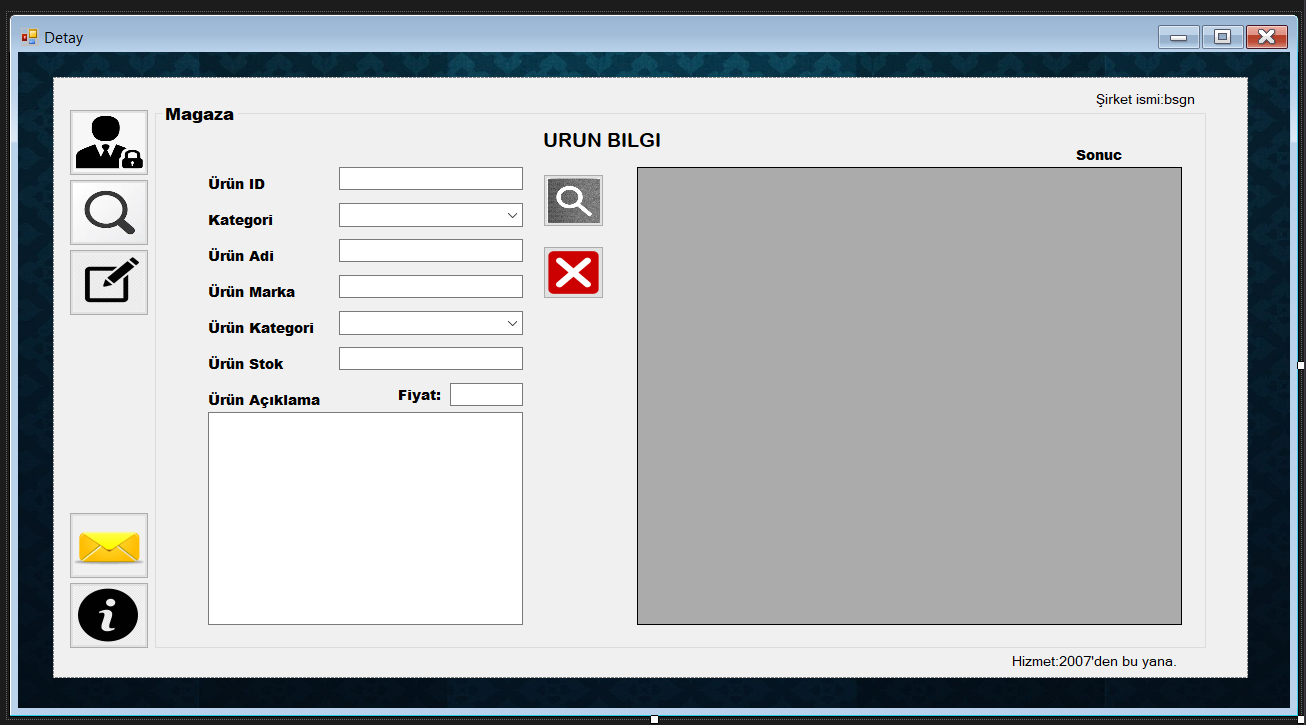 Detay
Şirket ismi:bsgn
Magaza
URUN BILGI
Sonuc
Ürün ID
Kategori
Ürün Adi
Ürün Marka
Ürün Kategori
Ürün Stok
Ürün Açıklama
Fiyat:
Hizmet:2007'den bu yana.